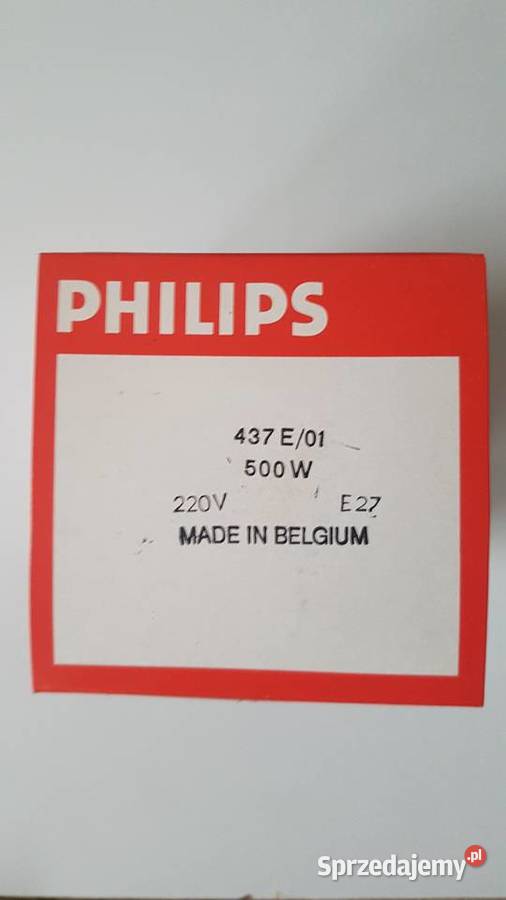 PHILIPS
437 E/01
500 W
220V E27
MADE IN BELGIUM
Sprzedajemy.pl